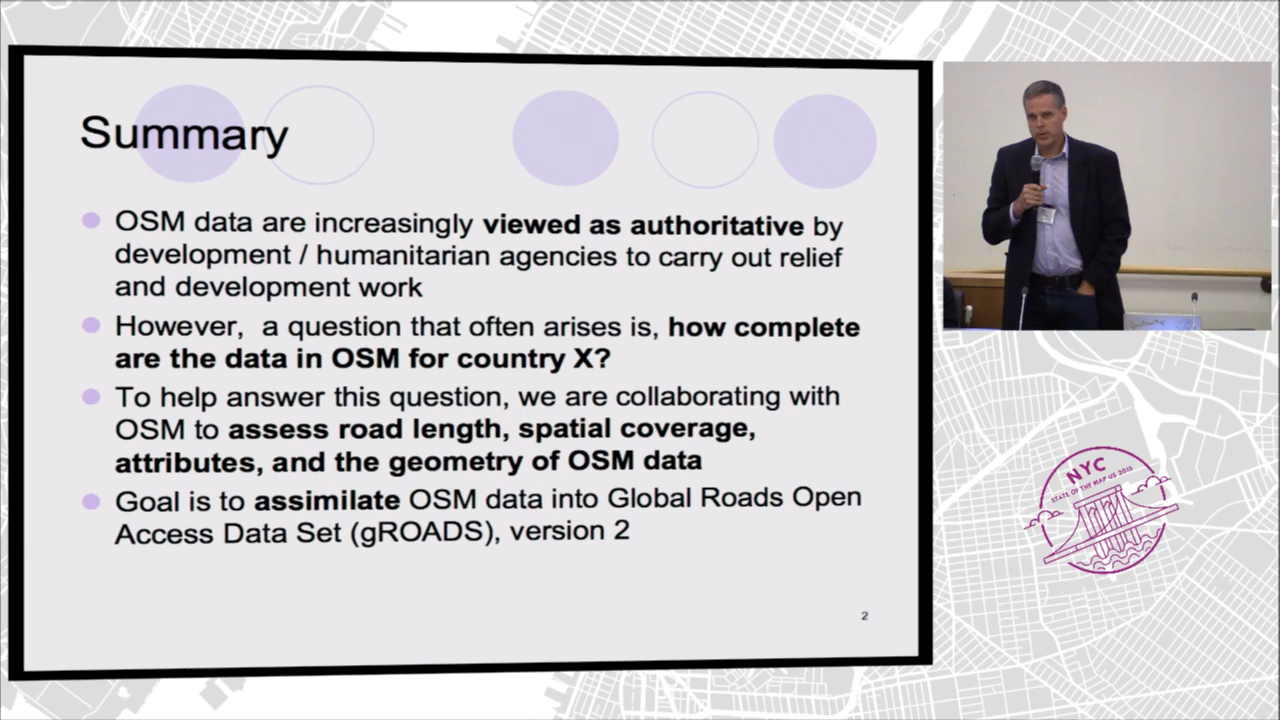 Summary
OSM data are increasingly viewed as authoritative by
development / humanitarian agencies to carry out relief
and development work
However,  a question that often arises is, how complete
are the data in OSM for country X?
To help answer this question, we are collaborating with
OSM to assess road length, spatial coverage,
attributes, and the geometry of OSM data
Goal is to assimilate OSM data into Global Roads Open
Access Data Set (gROADS), version 2
2
NYC
STATE OF THE MAP US 2015